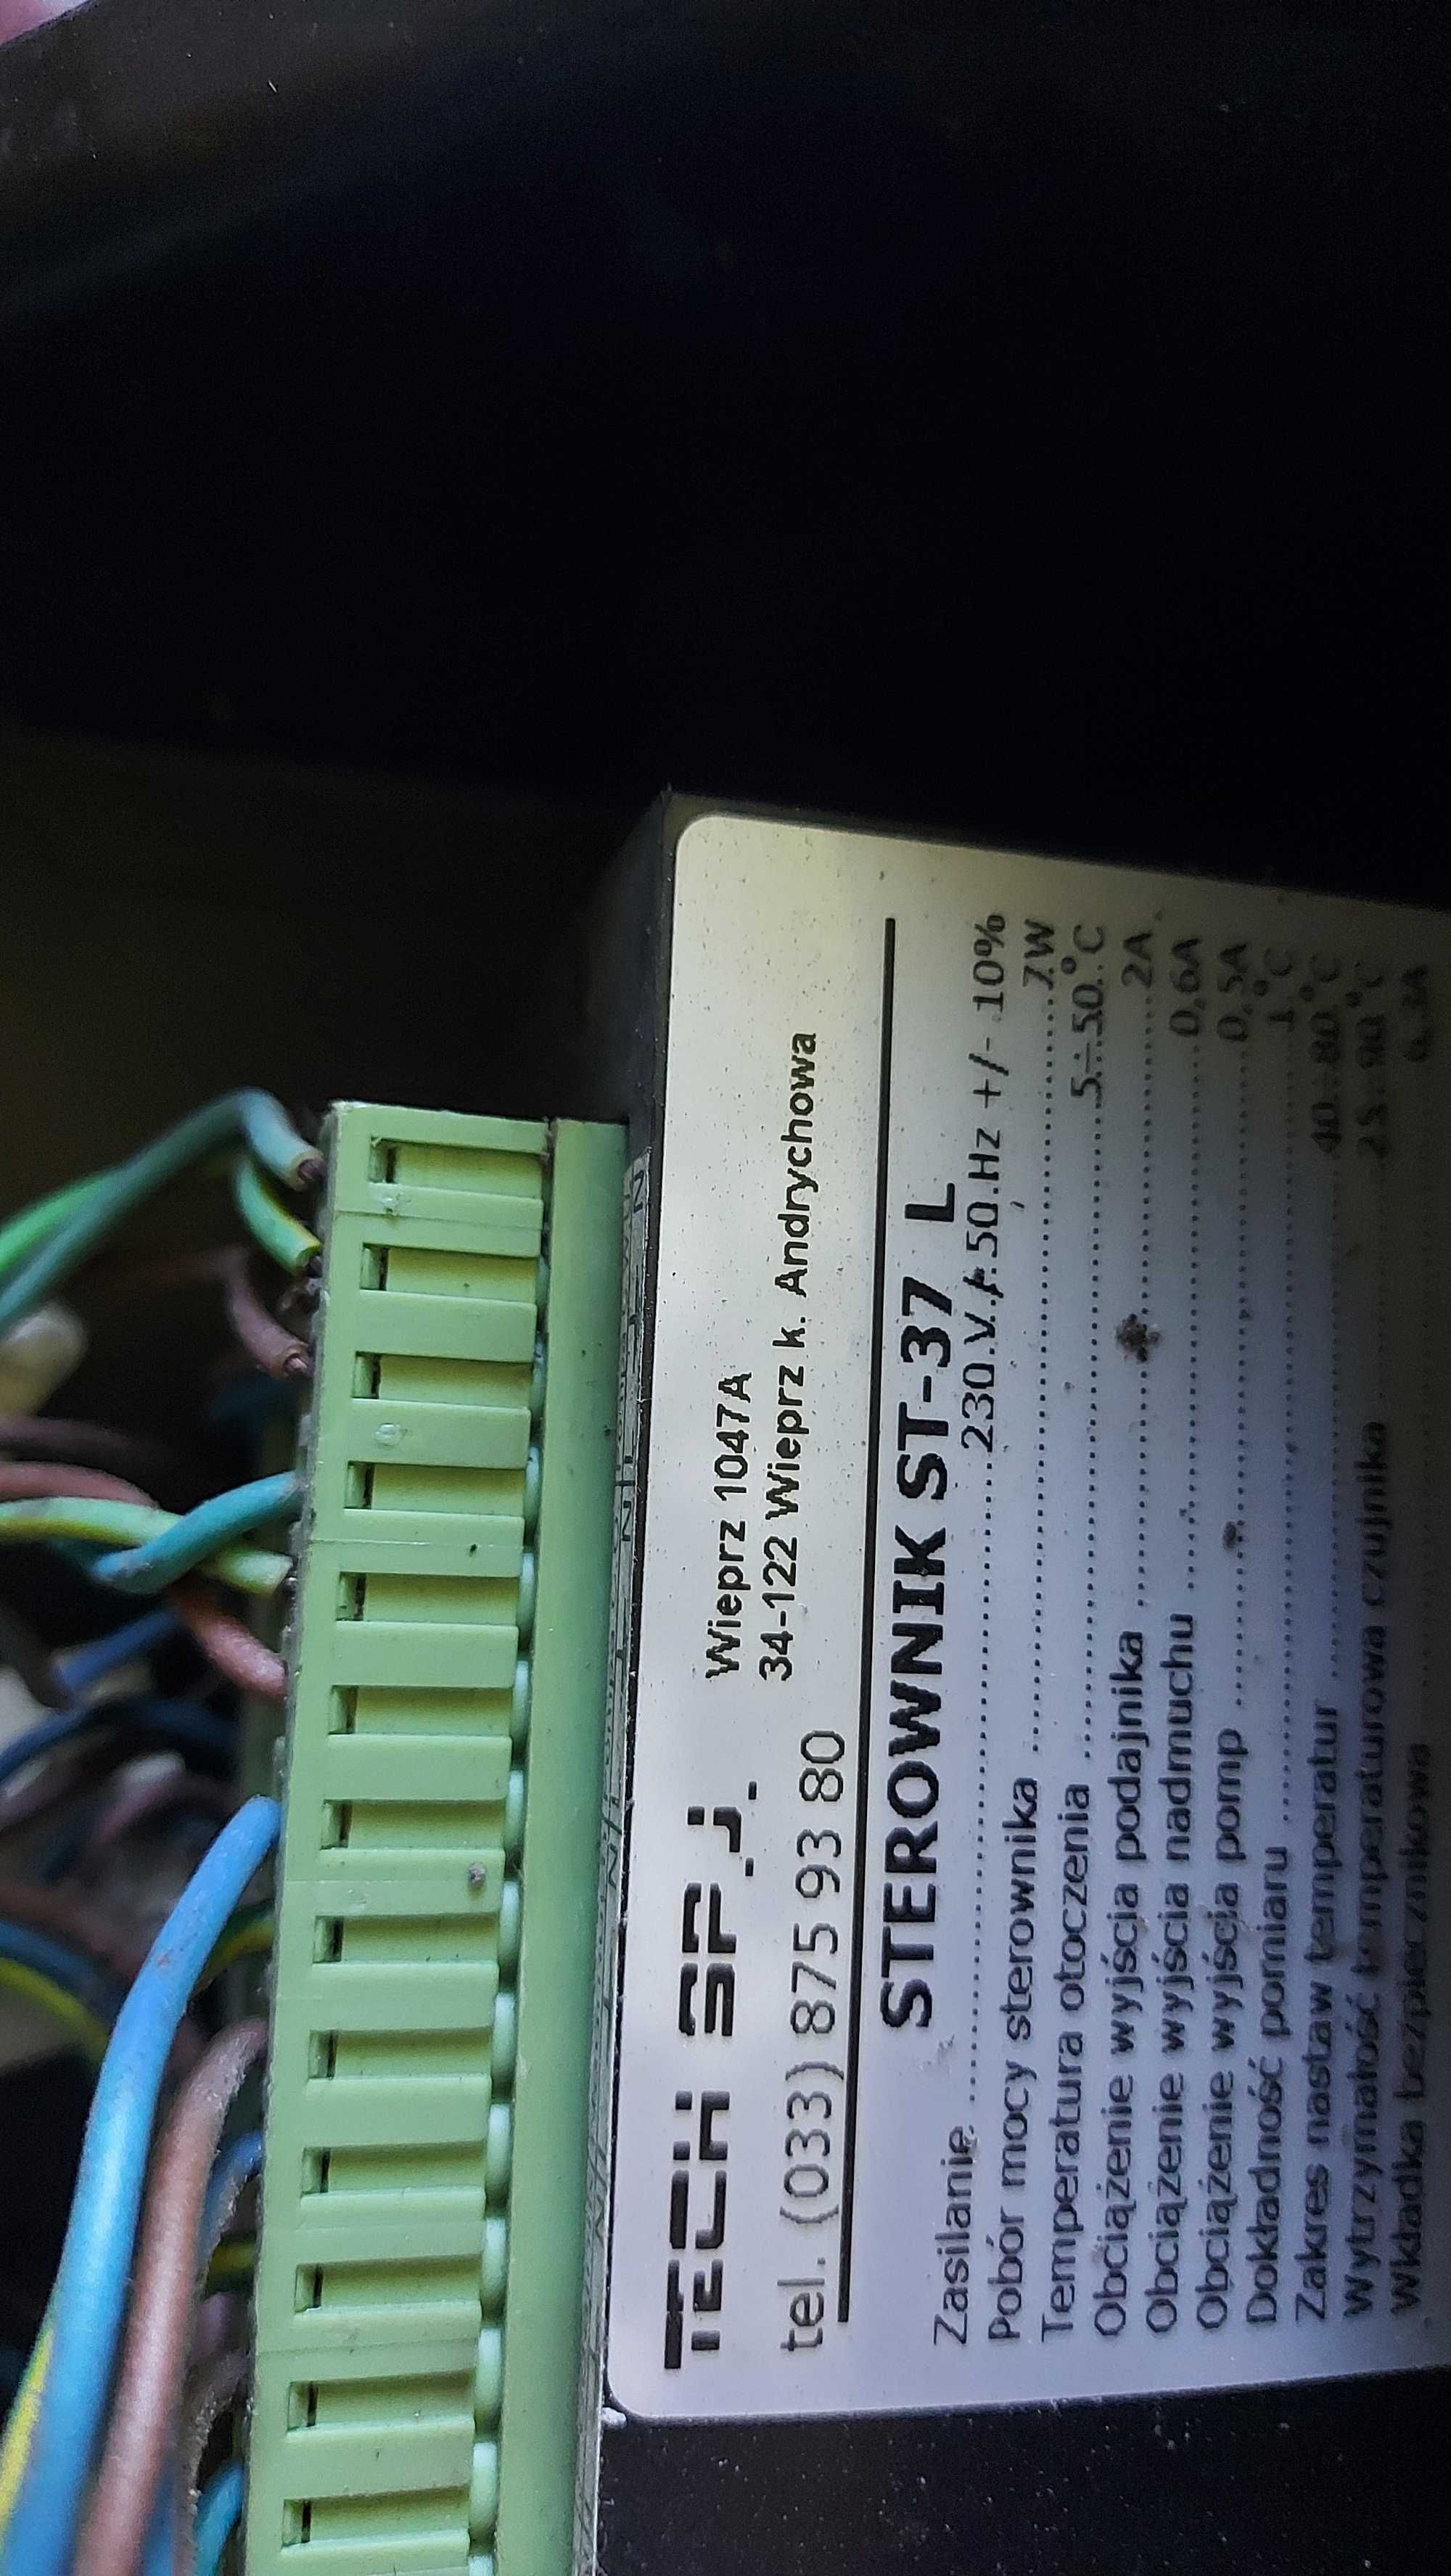 TECH SP.J.
Wieprz 1047A
34-122 Wieprz k. Andrychowa
tel. (033) 875 93 80
STEROWNIK ST-37 L
Zasilanie ........ 230 V / 50 Hz +/- 10%
Pobór mocy sterownika ........ 7W
Temperatura otoczenia ........ 5÷50 °C
Obciążenie wyjścia podajnika ........ 2A
Obciążenie wyjścia nadmuchu ........ 0,6A
Obciążenie wyjścia pomp ........ 0,5A
Dokładność pomiaru ........ 1°C
Zakres nastaw temperatur ........ 40÷80 °C
Wytrzymałość temperaturowa czujnika
Wkładka bezpiecznikowa
N
N
N